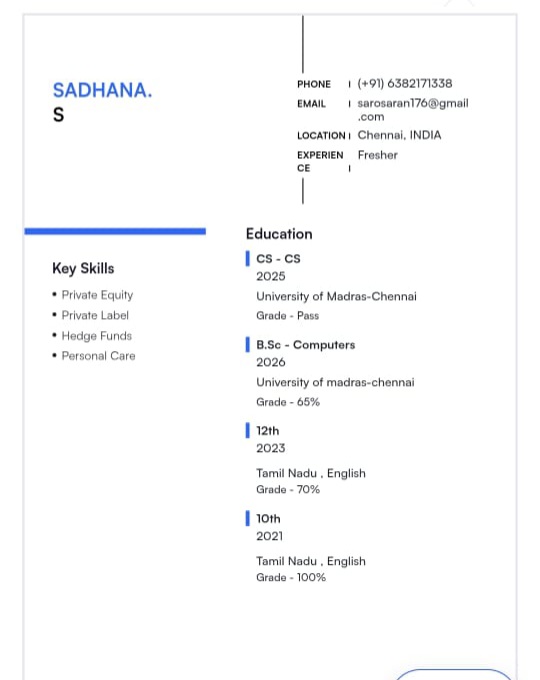 SADHANA.
S
PHONE I (+91) 6382171338
EMAIL I sarosaran176@gmail
.com
LOCATION I Chennai, INDIA
EXPERIEN Fresher
CE I
Key Skills
• Private Equity
• Private Label
• Hedge Funds
• Personal Care
Education
CS - CS
2025
University of Madras-Chennai
Grade - Pass
B.Sc - Computers
2026
University of madras-chennai
Grade - 65%
12th
2023
Tamil Nadu , English
Grade - 70%
10th
2021
Tamil Nadu , English
Grade - 100%